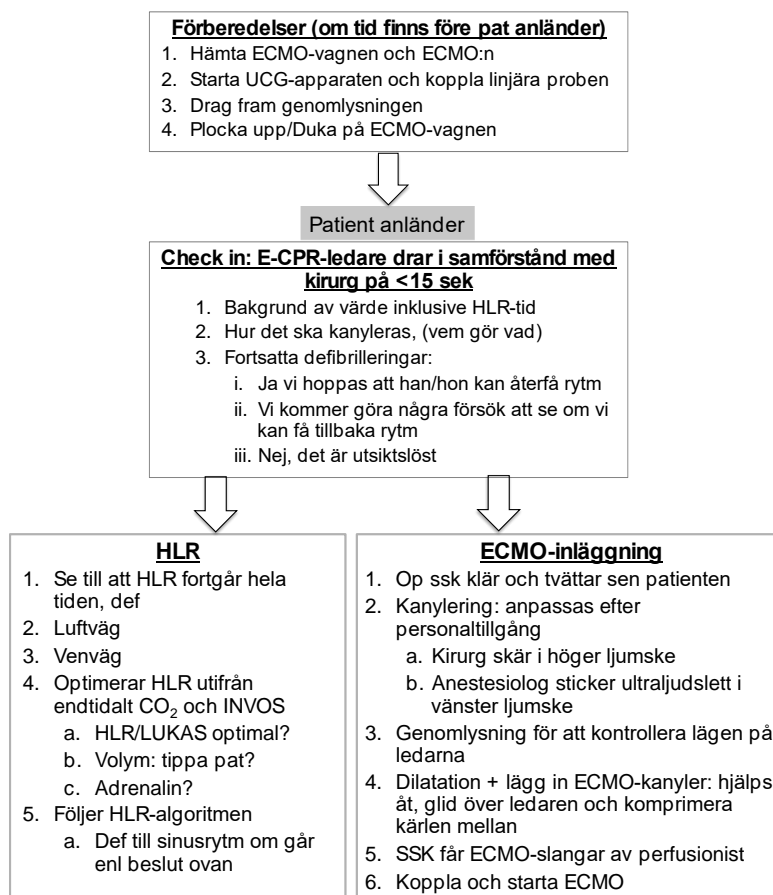 Förberedelser (om tid finns före pat anländer)
1. Hämta ECMO-vagnen och ECMO:n
2. Starta UCG-apparaten och koppla linjära proben
3. Drag fram genomlysningen
4. Plocka upp/Duka på ECMO-vagnen
Patient anländer
Check in: E-CPR-ledare drar i samförstånd med
kirurg på <15 sek
1. Bakgrund av värde inklusive HLR-tid
2. Hur det ska kanyleras, (vem gör vad)
3. Fortsatta defibrilleringar:
i. Ja vi hoppas att han/hon kan återfå rytm
ii. Vi kommer göra några försök att se om vi
kan få tillbaka rytm
iii. Nej, det är utsiktslöst
HLR
1. Se till att HLR fortgår hela
tiden, def
2. Luftväg
3. Venväg
4. Optimerar HLR utifrån
endtidalt CO₂ och INVOS
a. HLR/LUKAS optimal?
b. Volym: tippa pat?
c. Adrenalin?
5. Följer HLR-algoritmen
a. Def till sinusrytm om går
enl beslut ovan
ECMO-inläggning
1. Op ssk klär och tvättar sen patienten
2. Kanylering: anpassas efter
personaltillgång
a. Kirurg skär i höger ljumske
b. Anestesiolog sticker ultraljudslett i
vänster ljumske
3. Genomlysning för att kontrollera lägen på
ledarna
4. Dilatation + lägg in ECMO-kanyler: hjälps
åt, glid över ledaren och komprimera
kärlen mellan
5. SSK får ECMO-slangar av perfusionist
6. Koppla och starta ECMO